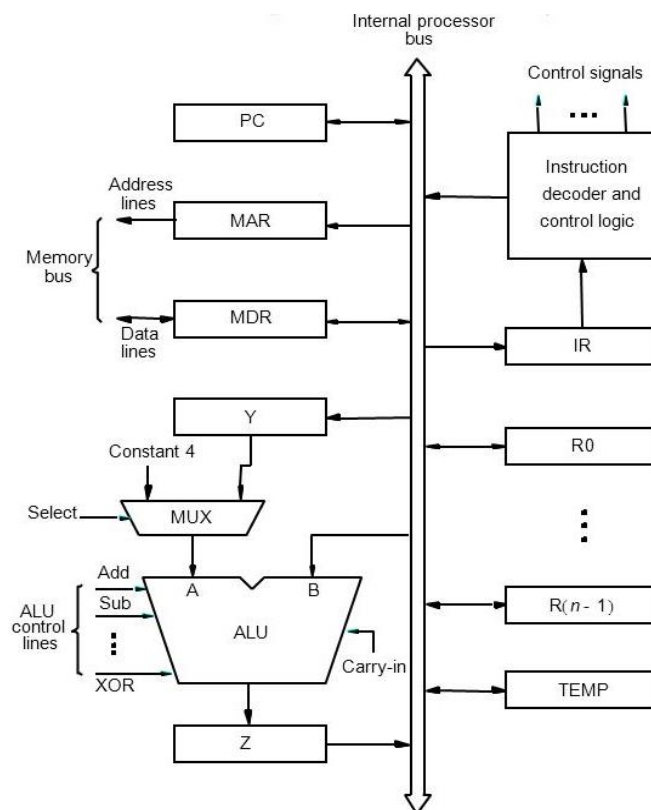 Internal processor
bus
Control signals
...
PC
Instruction
decoder and
control logic
Address
lines
MAR
Memory
bus
MDR
Data
lines
IR
Y
Constant 4
R0
Select
MUX
Add
A
B
Sub
ALU
control
lines
ALU
R(n - 1)
Carry-in
XOR
TEMP
Z